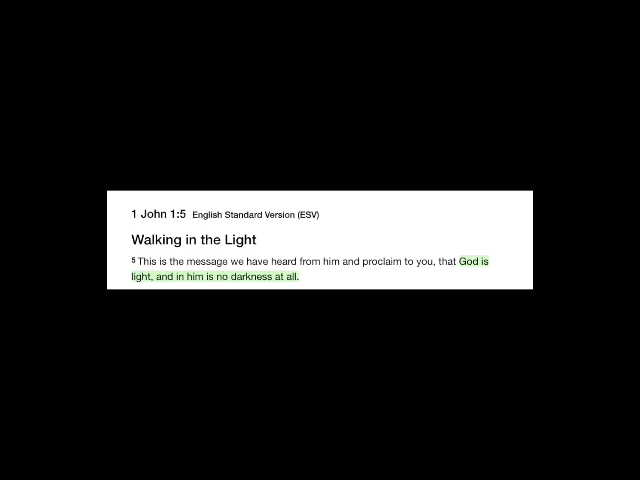 1 John 1:5 English Standard Version (ESV)
Walking in the Light
5 This is the message we have heard from him and proclaim to you, that God is
light, and in him is no darkness at all.